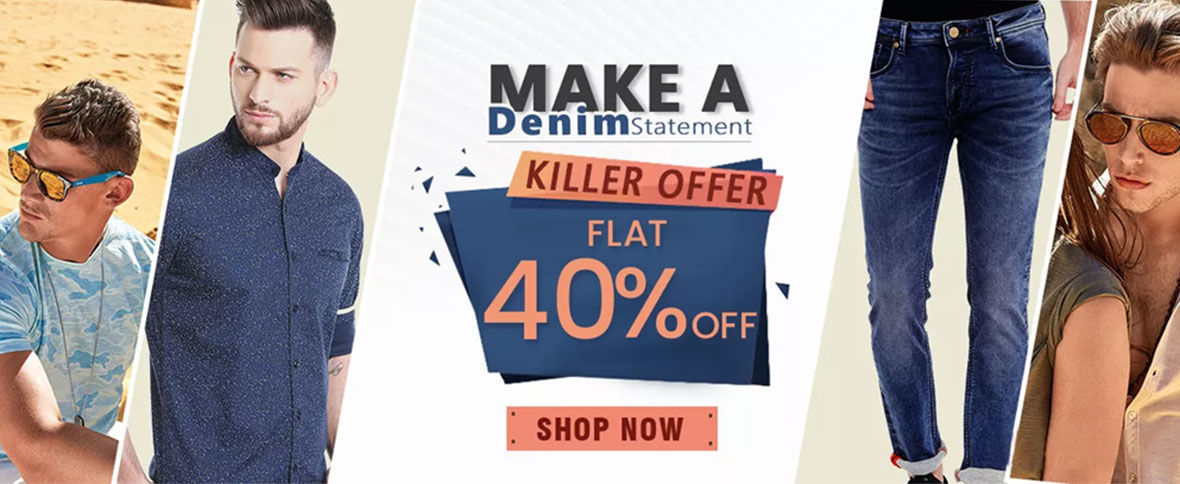 MAKE A
Denim Statement
KILLER OFFER
FLAT
40% OFF
SHOP NOW